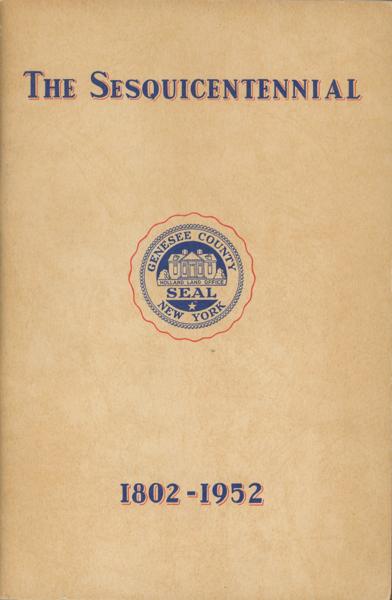 THE SESQUICENTENNIAL
GENESEE COUNTY
HOLLAND LAND OFFICE
SEAL
NEW YORK
1802-1952